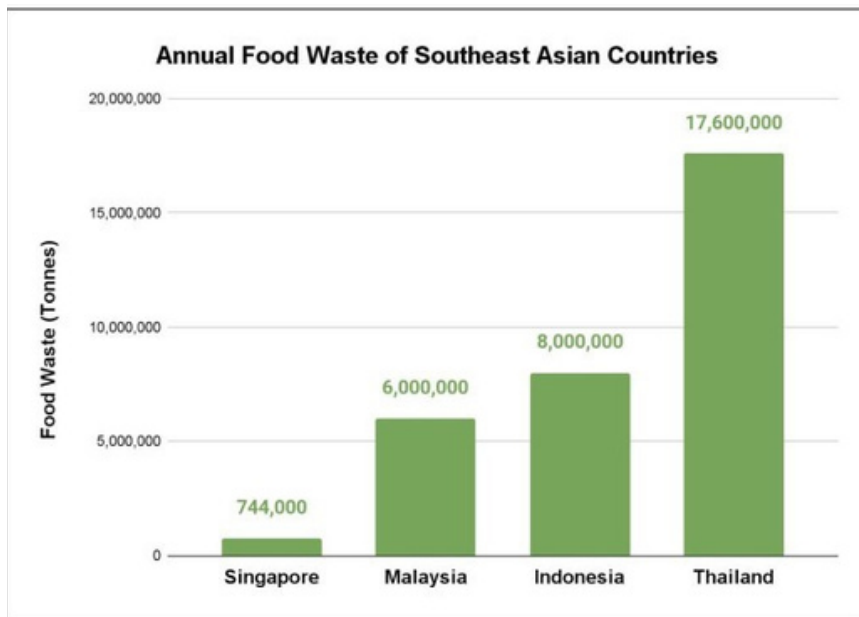 Annual Food Waste of Southeast Asian Countries
Food Waste (Tonnes)
20,000,000
15,000,000
10,000,000
5,000,000
0
744,000
6,000,000
8,000,000
17,600,000
Singapore
Malaysia
Indonesia
Thailand